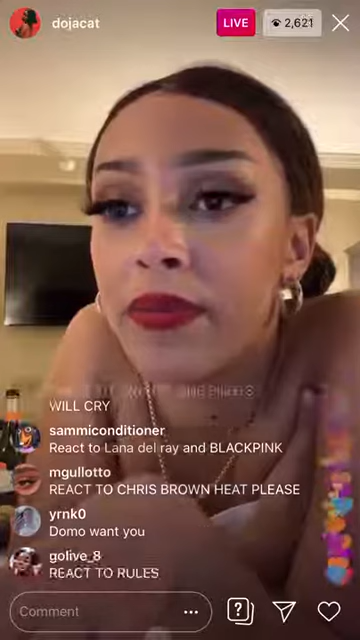 dojacat
LIVE
2,621
WILL CRY
sammiconditioner
React to Lana del ray and BLACKPINK
mgullotto
REACT TO CHRIS BROWN HEAT PLEASE
yrnk0
Domo want you
golive_8
REACT TO RULES
Comment
?